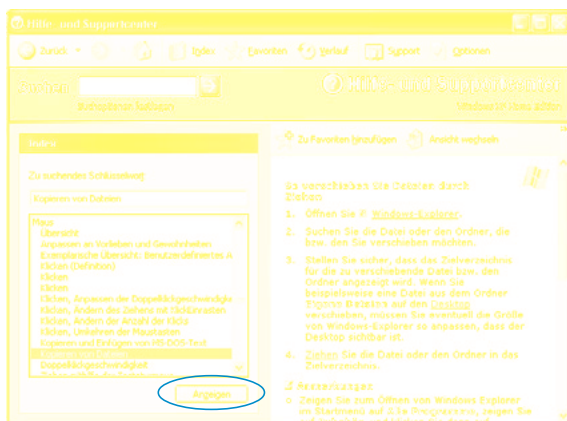 Hilfe- und Supportcenter
Zurück
Index
Favoriten
Verlauf
Support
Optionen
Suchen
Suchoptionen festlegen
Hilfe- und Supportcenter
Windows XP Home Edition
Index
Zu suchendes Schlüsselwort
Kopieren von Dateien
Maus
Übersicht
Anpassen an Vorlieben und Gewohnheiten
Exemplarische Übersicht: Benutzerdefiniertes A
Klicken (Definition)
Klicken
Klicken
Klicken, Anpassen der Doppelklickgeschwindigke
Klicken, Ändern des Ziehens mit Klickeinrasten
Klicken, Ändern der Anzahl der Klicks
Klicken, Umkehren der Maustasten
Kopieren und Einfügen von MS-DOS-Text
Kopieren von Dateien
Doppelklickgeschwindigkeit
Anzeigen
Zu Favoriten hinzufügen
Ansicht wechseln
So verschieben Sie Dateien durch
Ziehen
1. Öffnen Sie Windows-Explorer.
2. Suchen Sie die Datei oder den Ordner, die
bzw. den Sie verschieben möchten.
3. Stellen Sie sicher, dass das Zielverzeichnis
für die zu verschiebende Datei bzw. den
Ordner angezeigt wird. Wenn Sie
beispielsweise eine Datei aus dem Ordner
Eigene Dateien auf den Desktop
verschieben, müssen Sie eventuell die Größe
von Windows-Explorer so anpassen, dass der
Desktop sichtbar ist.
4. Ziehen Sie die Datei oder den Ordner in das
Zielverzeichnis.
Anmerkungen
Zeigen Sie zum Öffnen von Windows Explorer
im Startmenü auf Alle Programme, zeigen Sie